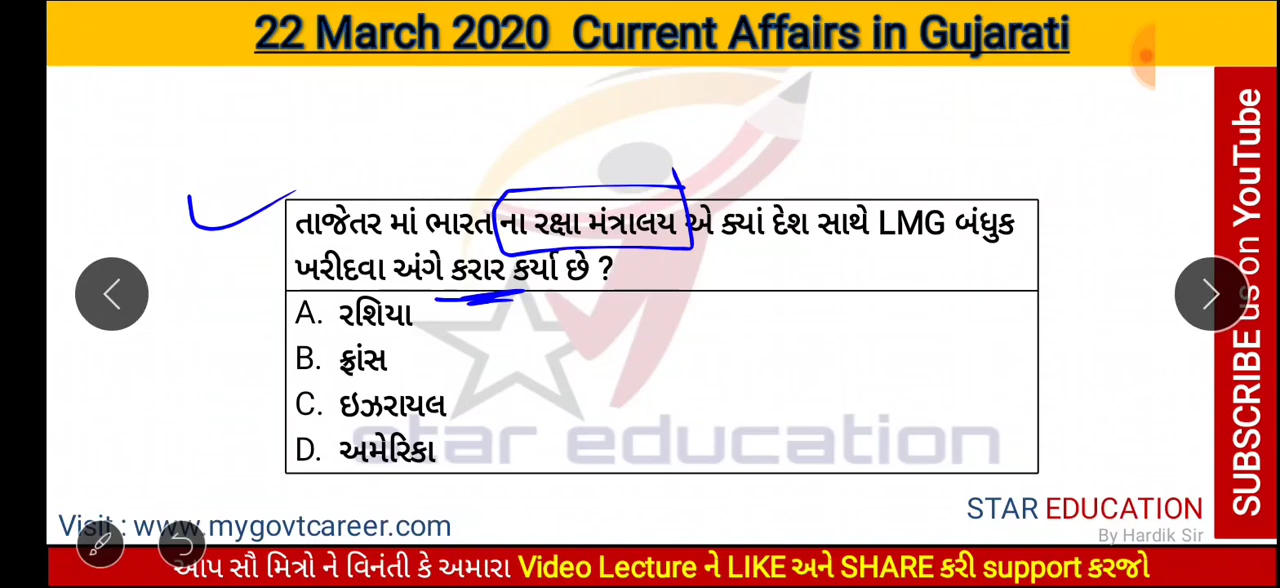 22 March 2020 Current Affairs in Gujarati
તાજેતર માં ભારત ના રક્ષા મંત્રાલય એ ક્યાં દેશ સાથે LMG બંધુક
ખરીદવા અંગે કરાર કર્યા છે ?
A. રશિયા
B. ફ્રાંસ
C. ઇઝરાયલ
D. અમેરિકા
star education
STAR EDUCATION
Visit : www.mygovtcareer.com
By Hardik Sir
આપ સૌ મિત્રો ને વિનંતી કે અમારા Video Lecture ને LIKE અને SHARE કરી support કરજો
SUBSCRIBE us on YouTube